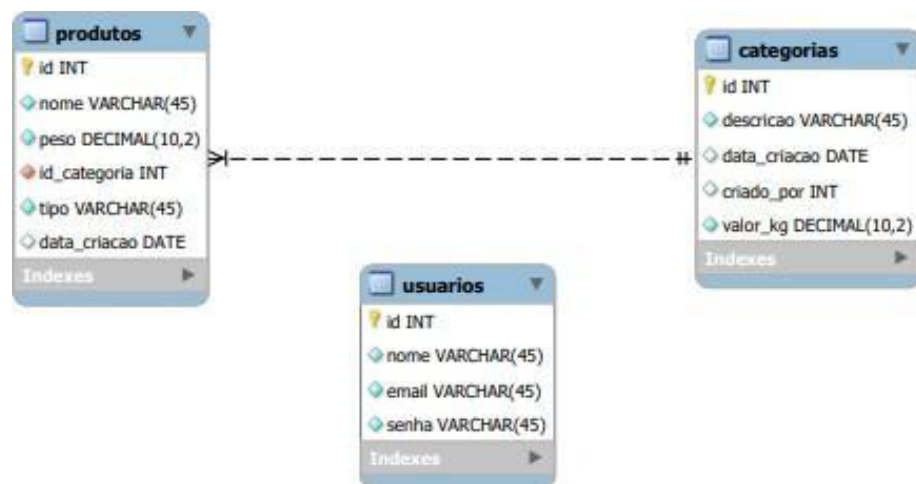 produtos
id INT
nome VARCHAR(45)
peso DECIMAL(10,2)
id_categoria INT
tipo VARCHAR(45)
data_criacao DATE
Indexes
categorias
id INT
descricao VARCHAR(45)
data_criacao DATE
criado_por INT
valor_kg DECIMAL(10,2)
Indexes
usuarios
id INT
nome VARCHAR(45)
email VARCHAR(45)
senha VARCHAR(45)
Indexes